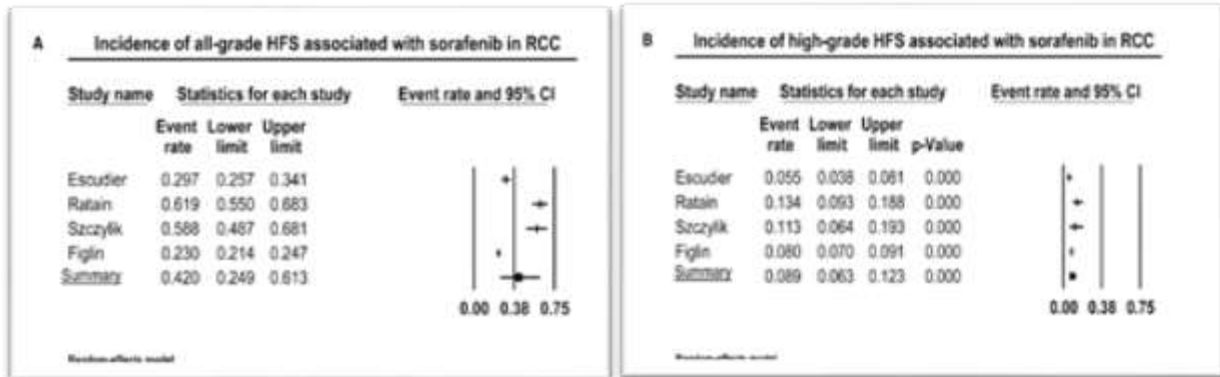 A Incidence of all-grade HFS associated with sorafenib in RCC
Study name Statistics for each study Event rate and 95% CI
Event Lower Upper
rate limit limit
Escudier 0.297 0.257 0.341
Ratain 0.619 0.550 0.683
Szczylik 0.588 0.487 0.681
Figlin 0.230 0.214 0.247
Summary 0.420 0.249 0.613
0.00 0.38 0.75
Random-effects model
B Incidence of high-grade HFS associated with sorafenib in RCC
Study name Statistics for each study Event rate and 95% CI
Event Lower Upper
rate limit limit p-Value
Escudier 0.055 0.038 0.081 0.000
Ratain 0.134 0.093 0.188 0.000
Szczylik 0.113 0.064 0.193 0.000
Figlin 0.080 0.070 0.091 0.000
Summary 0.089 0.063 0.123 0.000
0.00 0.38 0.75
Random-effects model